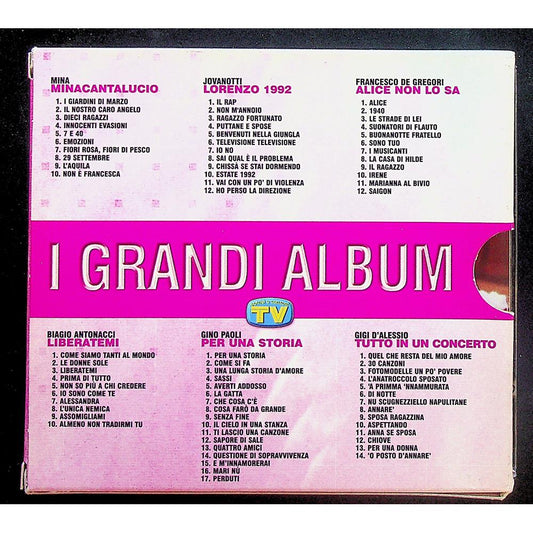 MINA
MINACANTALUCIO
1. I GIARDINI DI MARZO
2. IL NOSTRO CARO ANGELO
3. DIECI RAGAZZI
4. INNOCENTI EVASIONI
5. 7 E 40
6. EMOZIONI
7. FIORI ROSA, FIORI DI PESCO
8. 29 SETTEMBRE
9. L'AQUILA
10. NON È FRANCESCA
JOVANOTTI
LORENZO 1992
1. IL RAP
2. NON M'ANNOIO
3. RAGAZZO FORTUNATO
4. PUTTANE E SPOSE
5. BENVENUTI NELLA GIUNGLA
6. TELEVISIONE TELEVISIONE
7. IO NO
8. SAI QUAL È IL PROBLEMA
9. CHISSÀ SE STAI DORMENDO
10. ESTATE 1992
11. VAI CON UN PO' DI VIOLENZA
12. HO PERSO LA DIREZIONE
FRANCESCO DE GREGORI
ALICE NON LO SA
1. ALICE
2. 1940
3. LE STRADE DI LEI
4. SUONATORI DI FLAUTO
5. BUONANOTTE FRATELLO
6. SONO TUO
7. I MUSICANTI
8. LA CASA DI HILDE
9. IL RAGAZZO
10. IRENE
11. MARIANNA AL BIVIO
12. SAIGON
I GRANDI ALBUM
TV
BIAGIO ANTONACCI
LIBERATEMI
1. COME SIAMO TANTI AL MONDO
2. LE DONNE SOLE
3. LIBERATEMI
4. PRIMA DI TUTTO
5. NON SO PIÙ A CHI CREDERE
6. IO SONO COME TE
7. ALESSANDRA
8. L'UNICA NEMICA
9. ASSOMIGLIAMI
10. ALMENO NON TRADIRMI TU
GINO PAOLI
PER UNA STORIA
1. PER UNA STORIA
2. COME SI FA
3. UNA LUNGA STORIA D'AMORE
4. SASSI
5. AVERTI ADDOSSO
6. LA GATTA
7. CHE COSA C'È
8. COSA FARÒ DA GRANDE
9. SENZA FINE
10. IL CIELO IN UNA STANZA
11. TI LASCIO UNA CANZONE
12. SAPORE DI SALE
13. QUATTRO AMICI
14. QUESTIONE DI SOPRAVVIVENZA
15. E M'INNAMORERAI
16. MARI NÙ
17. PERDUTI
GIGI D'ALESSIO
TUTTO IN UN CONCERTO
1. QUEL CHE RESTA DEL MIO AMORE
2. 30 CANZONI
3. FOTOMODELLE UN PO' POVERE
4. L'ANATROCCOLO SPOSATO
5. 'A PRIMMA 'NNAMMURATA
6. DI NOTTE
7. NU SCUGNEZZIELLO NAPULITANE
8. ANNARE'
9. SPOSA RAGAZZINA
10. ASPETTANDO
11. ANNA SE SPOSA
12. CHIOVE
13. PER UNA DONNA
14. 'O POSTO D'ANNARE'